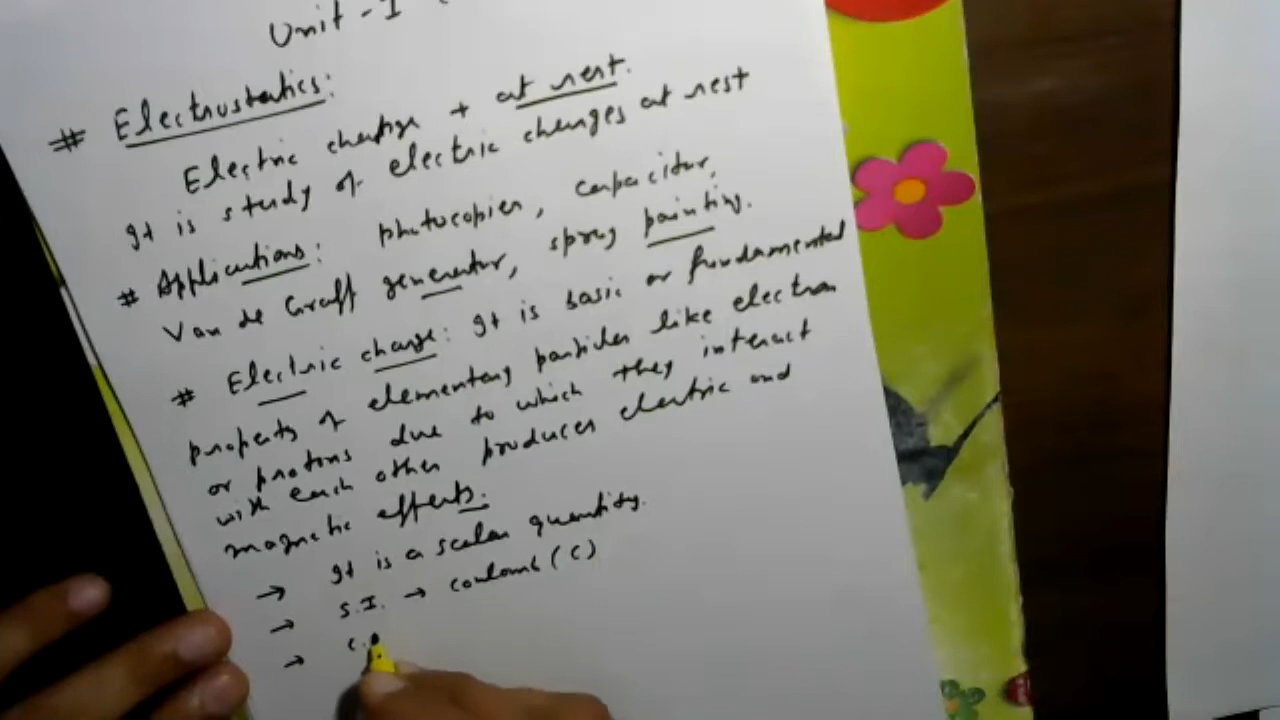 Unit - I (
# Electrostatics:
Electric charge + at rest.
It is study of electric charges at rest
# Applications: photocopier, capacitor,
Van de Graff generator, spray painting.
# Electric charge: It is basic or fundamental
property of elementary particles like electron
or protons due to which they interact
with each other produces electric and
magnetic effects.
→ It is a scalar quantity.
→ S.I. → coulomb (C)
→ C.